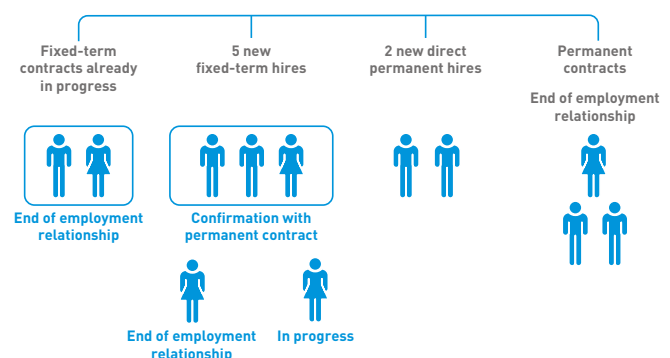 Fixed-term
contracts already
in progress
5 new
fixed-term hires
2 new direct
permanent hires
Permanent
contracts
End of employment
relationship
End of employment
relationship
Confirmation with
permanent contract
End of employment
relationship
In progress